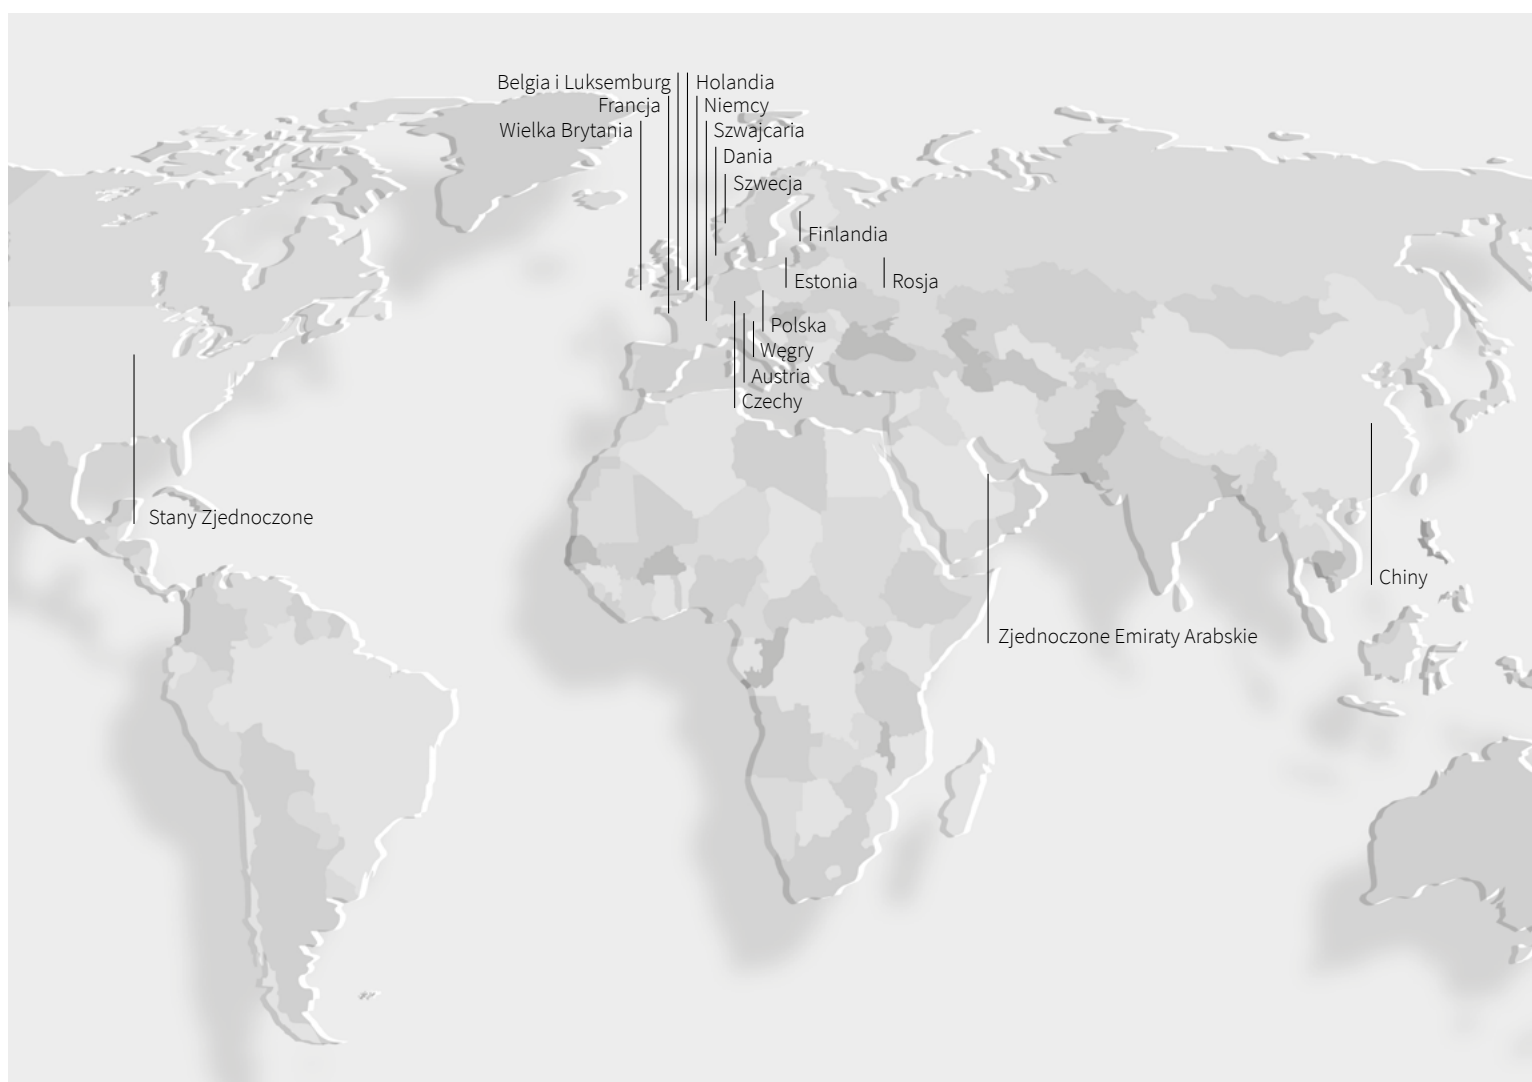 Belgia i Luksemburg
Holandia
Francja
Niemcy
Wielka Brytania
Szwajcaria
Dania
Szwecja
Finlandia
Estonia
Rosja
Polska
Węgry
Austria
Czechy
Stany Zjednoczone
Chiny
Zjednoczone Emiraty Arabskie